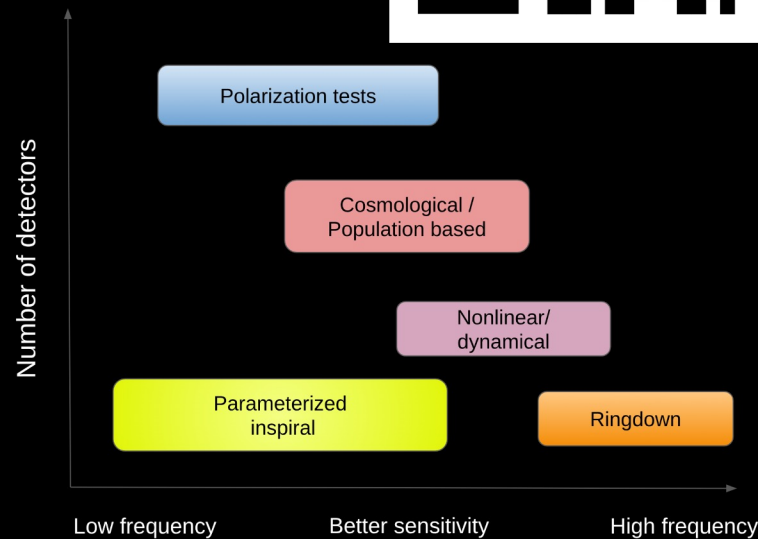 Polarization tests
Cosmological /
Population based
Number of detectors
Nonlinear/
dynamical
Parameterized
inspiral
Ringdown
Low frequency
Better sensitivity
High frequency